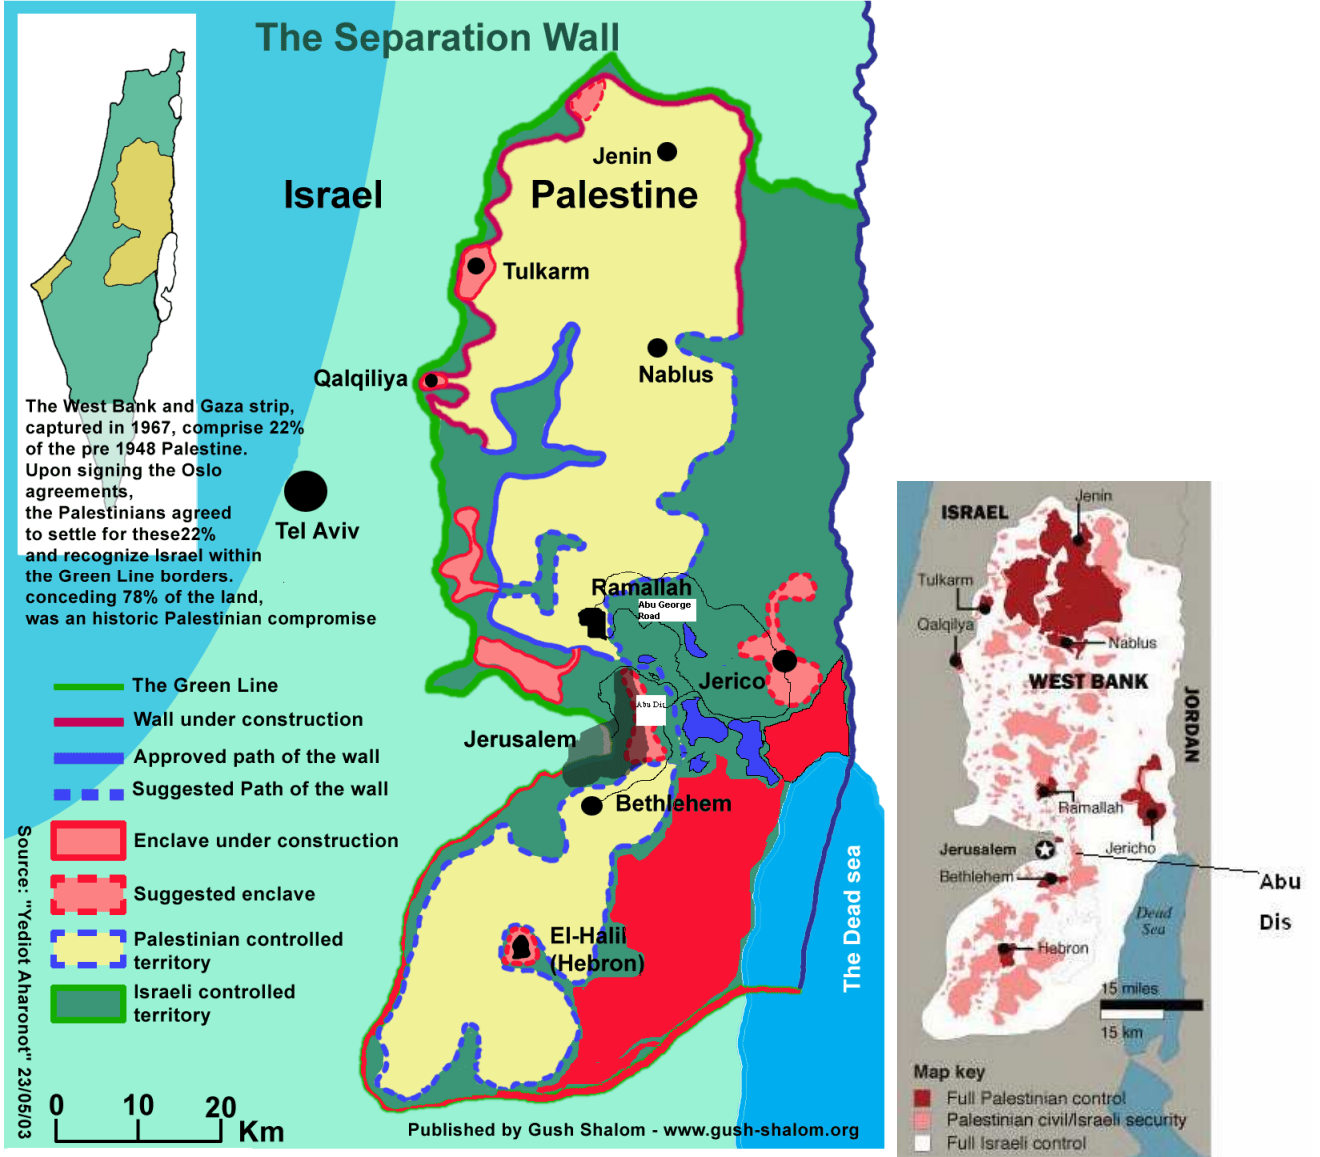 The Separation Wall
Israel
Palestine
Jenin
Tulkarm
Qalqiliya
Nablus
The West Bank and Gaza strip,
captured in 1967, comprise 22%
of the pre 1948 Palestine.
Upon signing the Oslo
agreements,
the Palestinians agreed
to settle for these22%
and recognize Israel within
the Green Line borders.
conceding 78% of the land,
was an historic Palestinian compromise
Tel Aviv
Ramallah
Abu George
Road
Jerico
Abu Dis
Jerusalem
Bethlehem
El-Halil
(Hebron)
The Dead sea
The Green Line
Wall under construction
Approved path of the wall
Suggested Path of the wall
Enclave under construction
Suggested enclave
Palestinian controlled
territory
Israeli controlled
territory
Source: "Yediot Aharonot" 23/05/03
0 10 20
Km
Published by Gush Shalom - www.gush-shalom.org
ISRAEL
Jenin
Tulkarm
Qalqilya
Nablus
WEST BANK
JORDAN
Ramallah
Jerusalem
Jericho
Bethlehem
Abu
Dis
Dead
Sea
Hebron
15 miles
15 km
Map key
Full Palestinian control
Palestinian civil/Israeli security
Full Israeli control